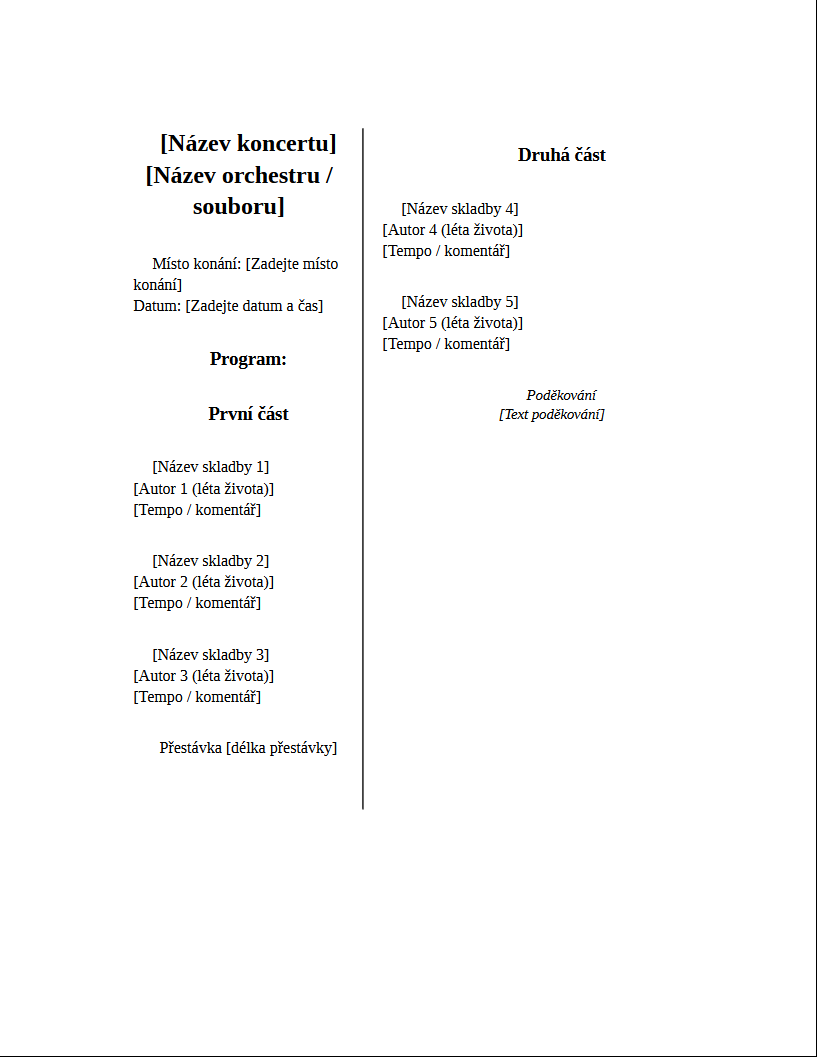 [Název koncertu]
[Název orchestru /
souboru]
Místo konání: [Zadejte místo
konání]
Datum: [Zadejte datum a čas]
Program:
První část
[Název skladby 1]
[Autor 1 (léta života)]
[Tempo / komentář]
[Název skladby 2]
[Autor 2 (léta života)]
[Tempo / komentář]
[Název skladby 3]
[Autor 3 (léta života)]
[Tempo / komentář]
Přestávka [délka přestávky]
Druhá část
[Název skladby 4]
[Autor 4 (léta života)]
[Tempo / komentář]
[Název skladby 5]
[Autor 5 (léta života)]
[Tempo / komentář]
Poděkování
[Text poděkování]